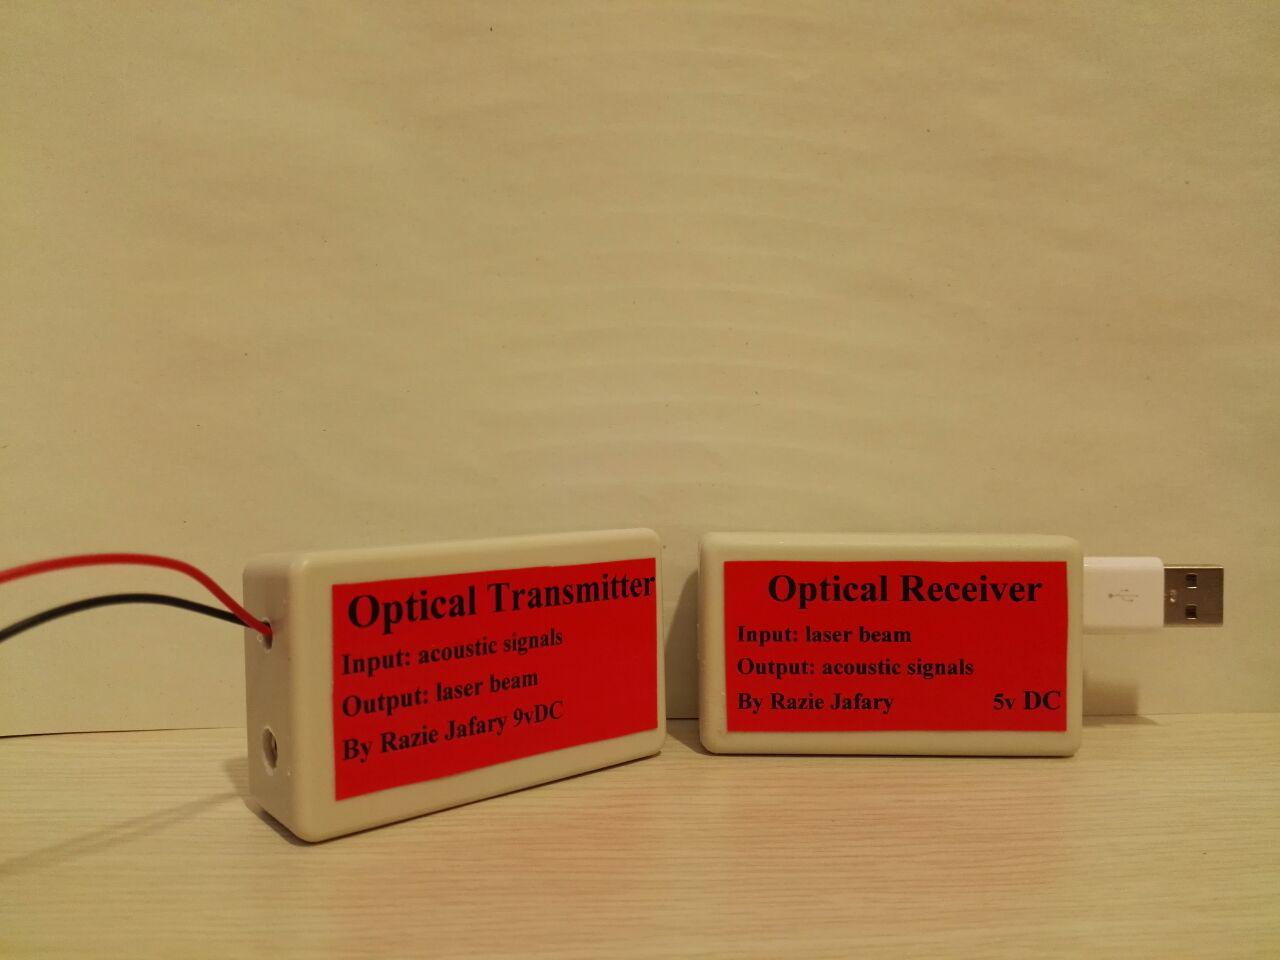 Optical Transmitter
Input: acoustic signals
Output: laser beam
By Razie Jafary 9vDC
Optical Receiver
Input: laser beam
Output: acoustic signals
By Razie Jafary 5v DC